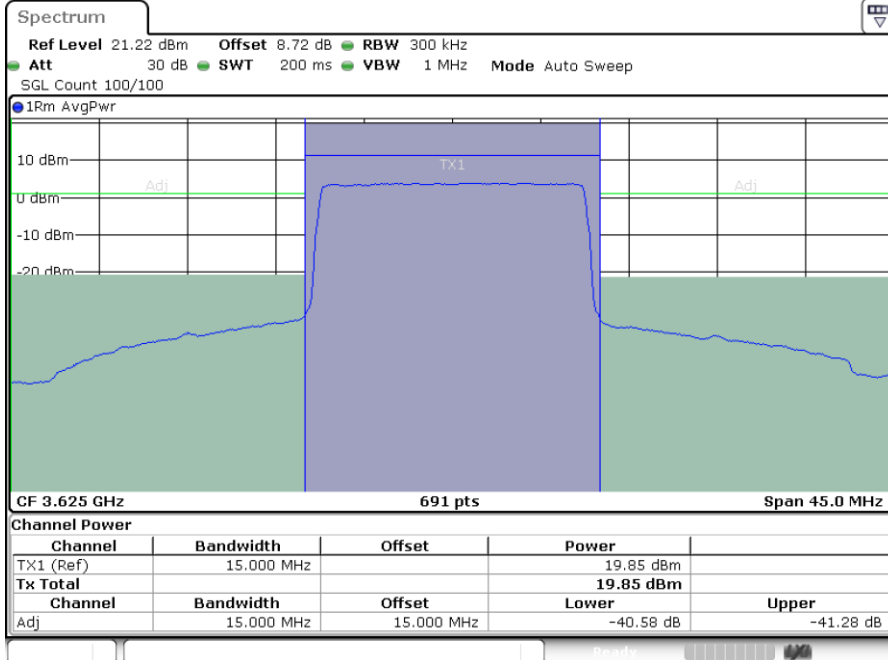 Spectrum
Ref Level 21.22 dBm Offset 8.72 dB RBW 300 kHz
Att 30 dB SWT 200 ms VBW 1 MHz Mode Auto Sweep
SGL Count 100/100
1Rm AvgPwr
10 dBm
TX1
Adj Adj
0 dBm
-10 dBm
-20 dBm
CF 3.625 GHz 691 pts Span 45.0 MHz
Channel Power
Channel Bandwidth Offset Power
TX1 (Ref) 15.000 MHz 19.85 dBm
Tx Total 19.85 dBm
Channel Bandwidth Offset Lower Upper
Adj 15.000 MHz 15.000 MHz -40.58 dB -41.28 dB
Ready